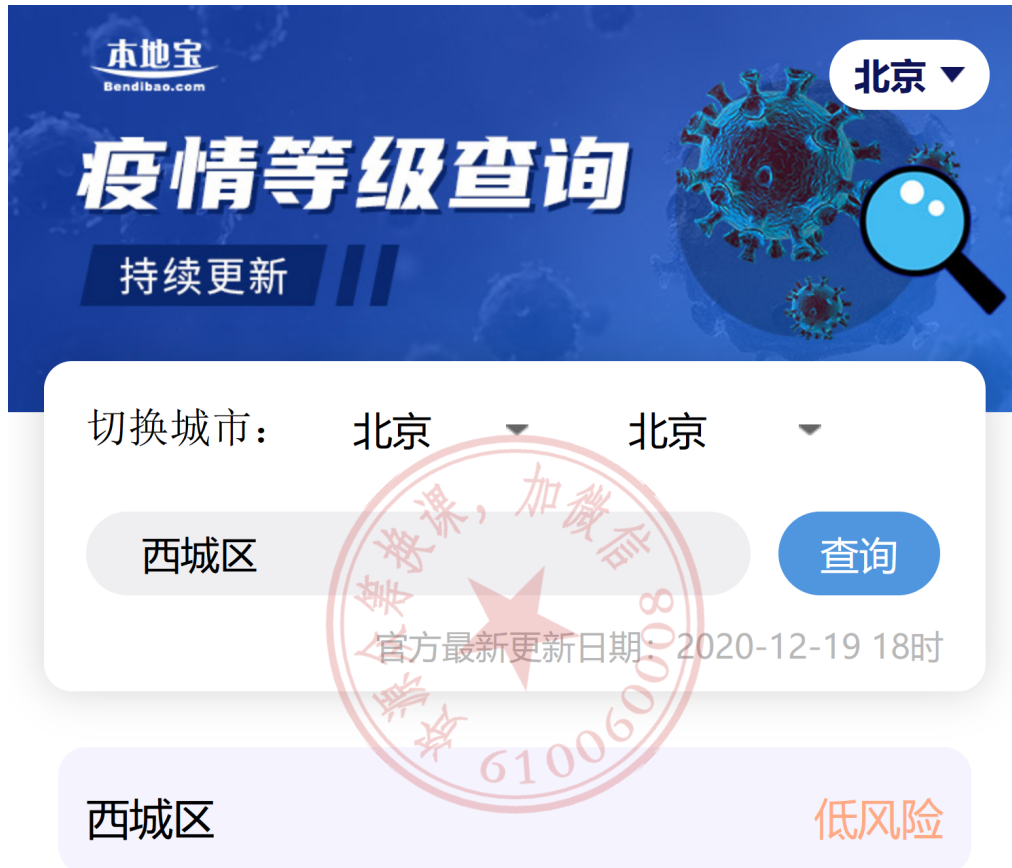 本地宝
Bendibao.com
北京
疫情等级查询
持续更新
切换城市： 北京 北京
西城区 查询
官方最新更新日期：2020-12-19 18时
资源众筹换课，加微信
610060008
西城区 低风险